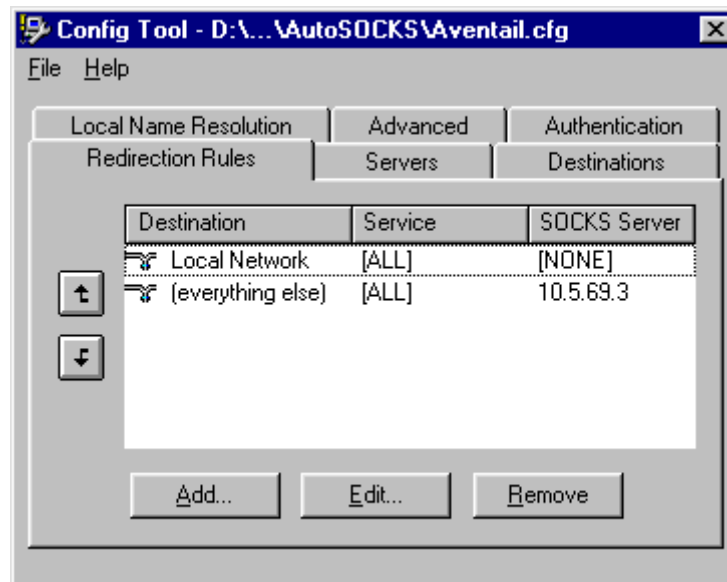 Config Tool - D:\...\AutoSOCKS\Aventail.cfg
File Help
Local Name Resolution Advanced Authentication
Redirection Rules Servers Destinations
Destination Service SOCKS Server
Local Network [ALL] [NONE]
(everything else) [ALL] 10.5.69.3
Add... Edit... Remove